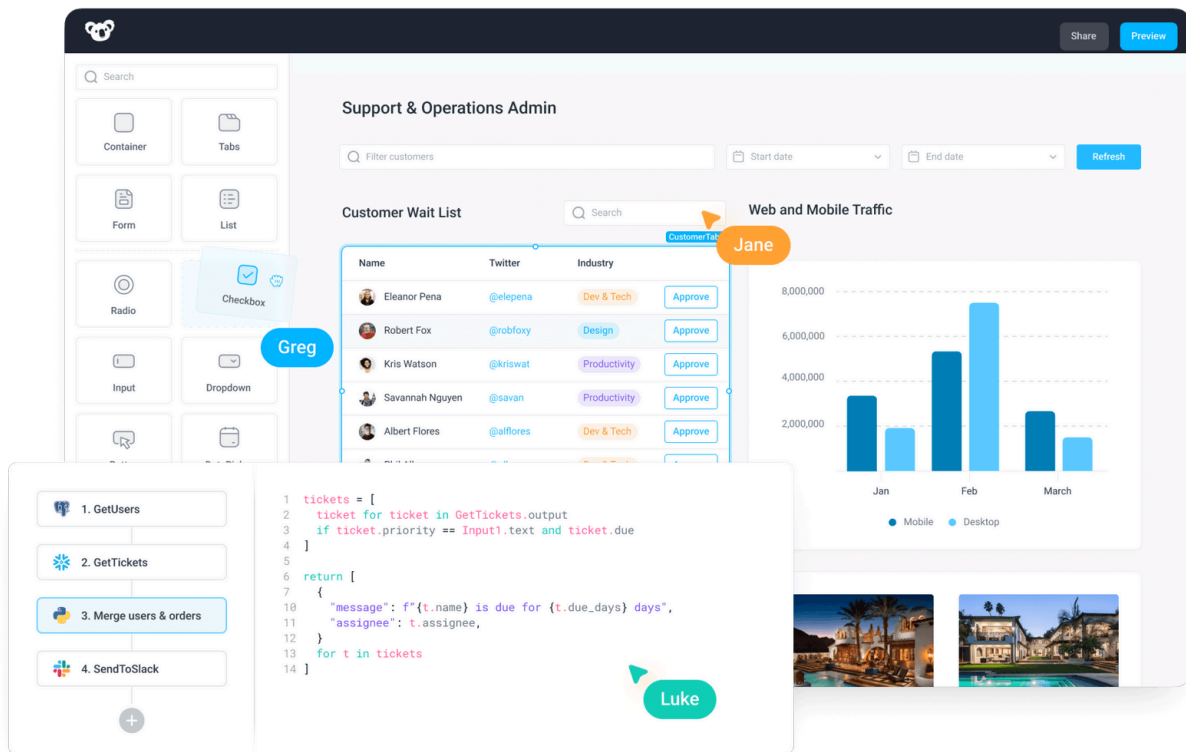 Share
Preview
Search
Container
Tabs
Form
List
Radio
Checkbox
Greg
Input
Dropdown
Support & Operations Admin
Filter customers
Start date
End date
Refresh
Customer Wait List
Search
Jane
Name Twitter Industry
Eleanor Pena @elepena Dev & Tech Approve
Robert Fox @robfoxy Design Approve
Kris Watson @kriswat Productivity Approve
Savannah Nguyen @savan Productivity Approve
Albert Flores @alflores Dev & Tech Approve
Web and Mobile Traffic
8,000,000
6,000,000
4,000,000
2,000,000
Jan Feb March
Mobile Desktop
1. GetUsers
2. GetTickets
3. Merge users & orders
4. SendToSlack
1 tickets = [
2 ticket for ticket in GetTickets.output
3 if ticket.priority == Input1.text and ticket.due
4 ]
5
6 return [
7 {
10 "message": f"{t.name} is due for {t.due_days} days",
11 "assignee": t.assignee,
12 }
13 for t in tickets
14 ]
Luke